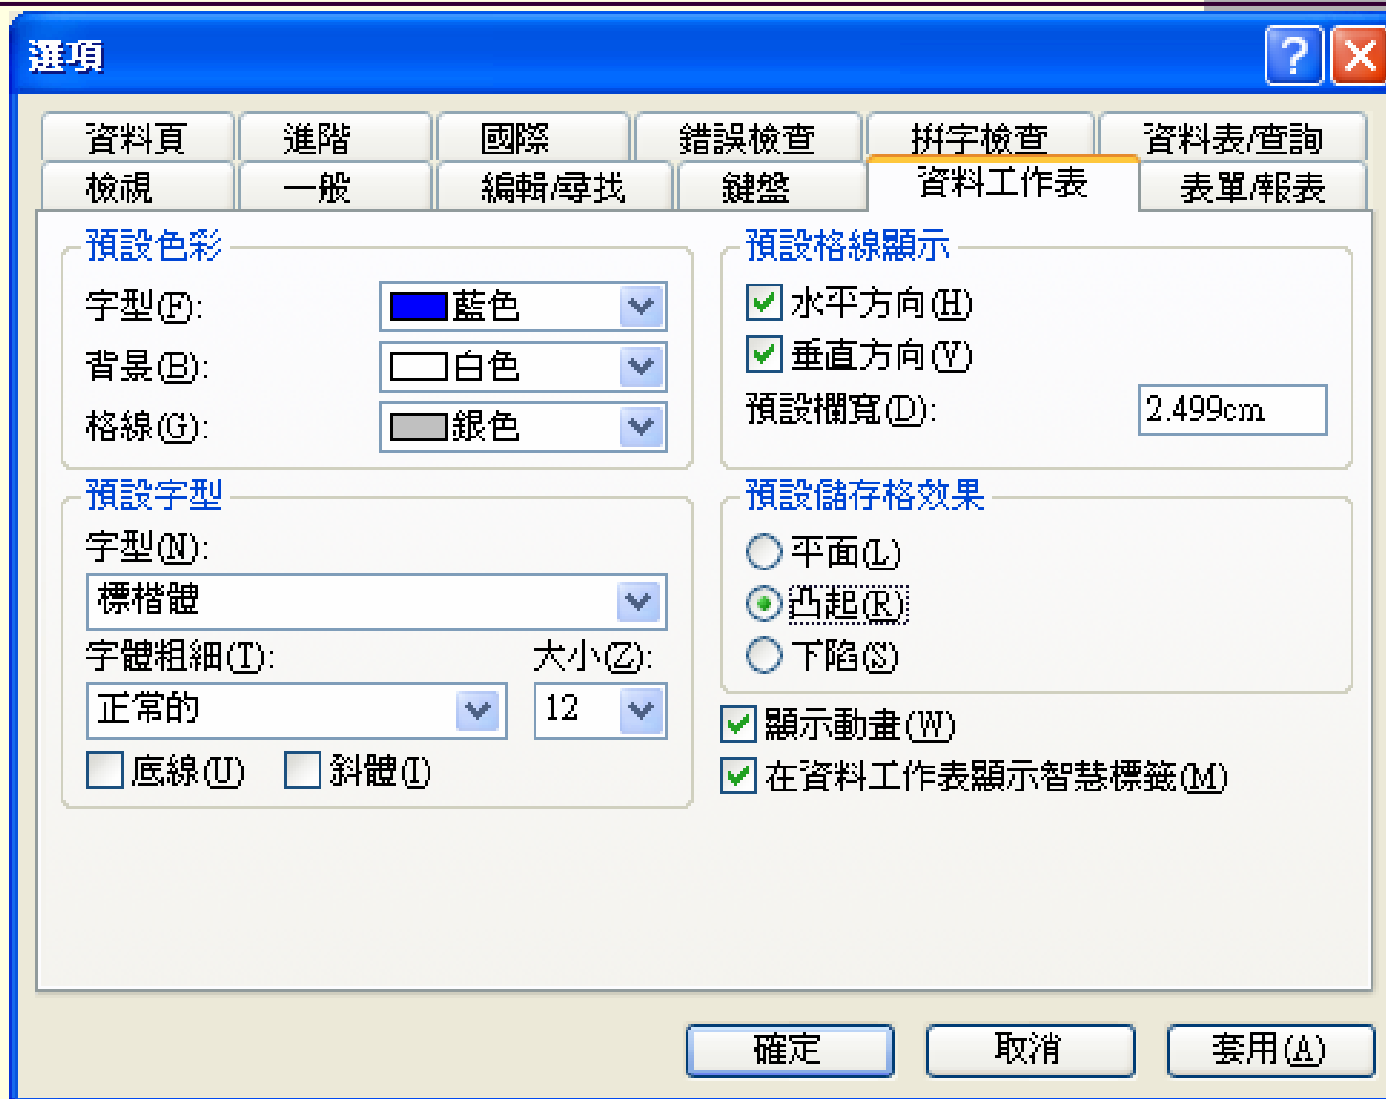 選項
資料頁 進階 國際 錯誤檢查 拼字檢查 資料表/查詢
檢視 一般 編輯/尋找 鍵盤 資料工作表 表單/報表
預設色彩
字型(F): 藍色
背景(B): 白色
格線(G): 銀色
預設格線顯示
水平方向(H)
垂直方向(V)
預設欄寬(D): 2.499cm
預設字型
字型(N):
標楷體
字體粗細(T): 大小(Z):
正常的 12
底線(U) 斜體(I)
預設儲存格效果
平面(L)
凸起(R)
下陷(S)
顯示動畫(W)
在資料工作表顯示智慧標籤(M)
確定 取消 套用(A)